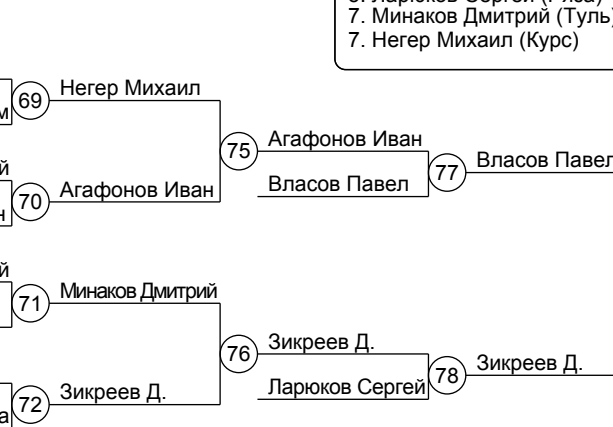 7. Минаков Дмитрий (Туль)
7. Негер Михаил (Курс)
69 Негер Михаил
м
75 Агафонов Иван
й
Власов Павел
77 Власов Павел
70 Агафонов Иван
н
й
71 Минаков Дмитрий
76 Зикреев Д.
Ларюков Сергей
78 Зикреев Д.
72 Зикреев Д.
а